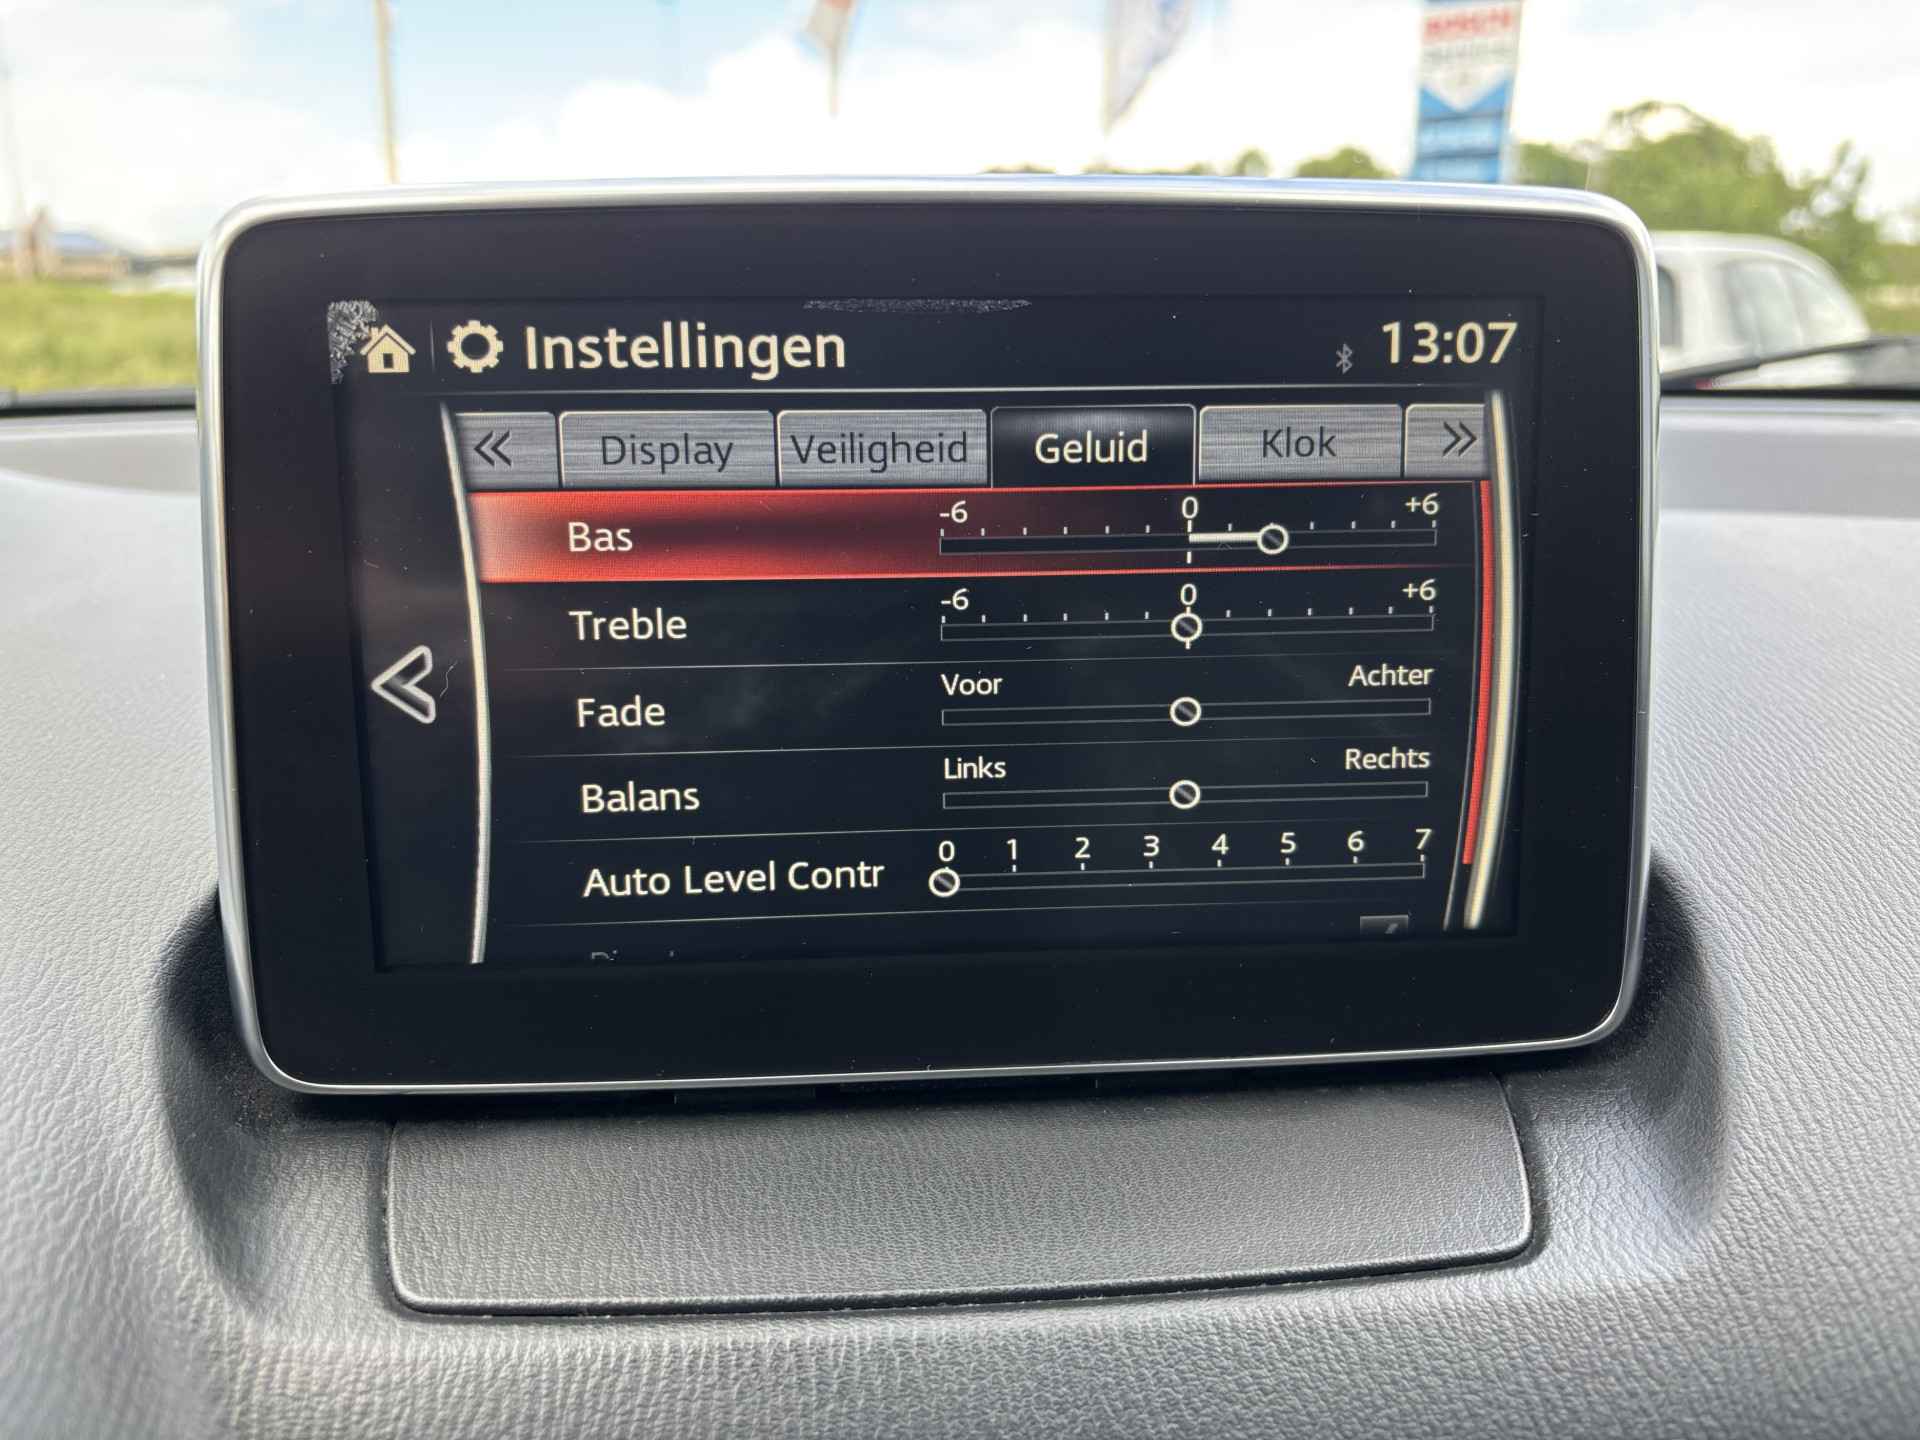 Instellingen 13:07
« Display Veiligheid Geluid Klok »
Bas -6 0 +6
Treble -6 0 +6
Fade Voor Achter
Balans Links Rechts
Auto Level Contr 0 1 2 3 4 5 6 7